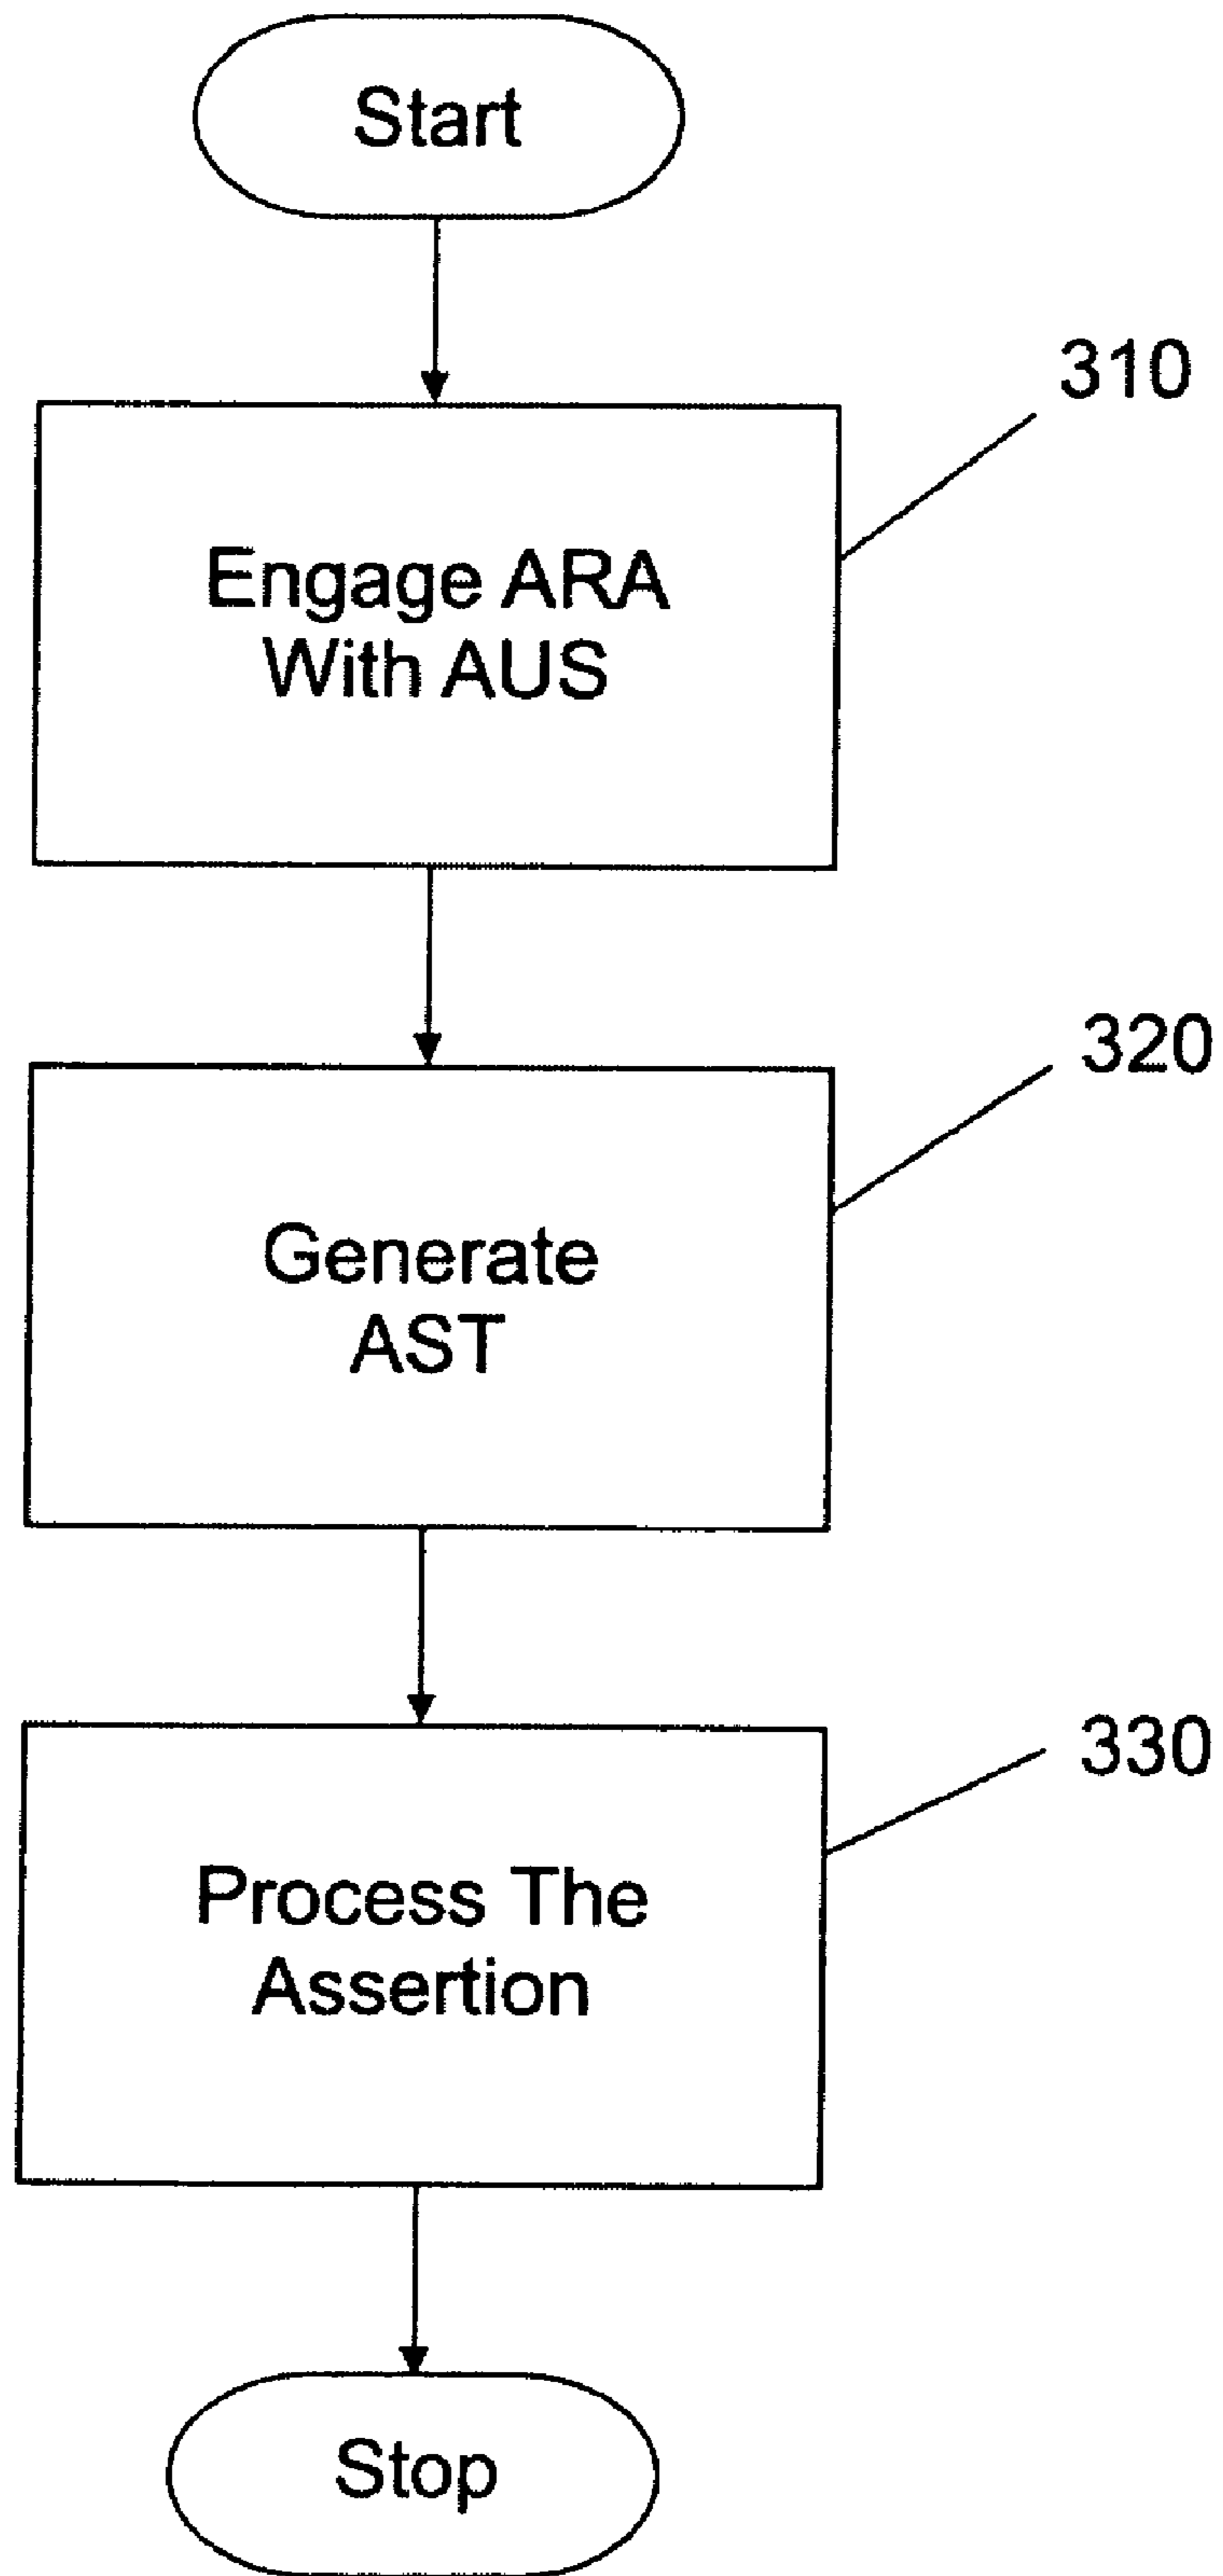 Start
310
Engage ARA
With AUS
320
Generate
AST
330
Process The
Assertion
Stop